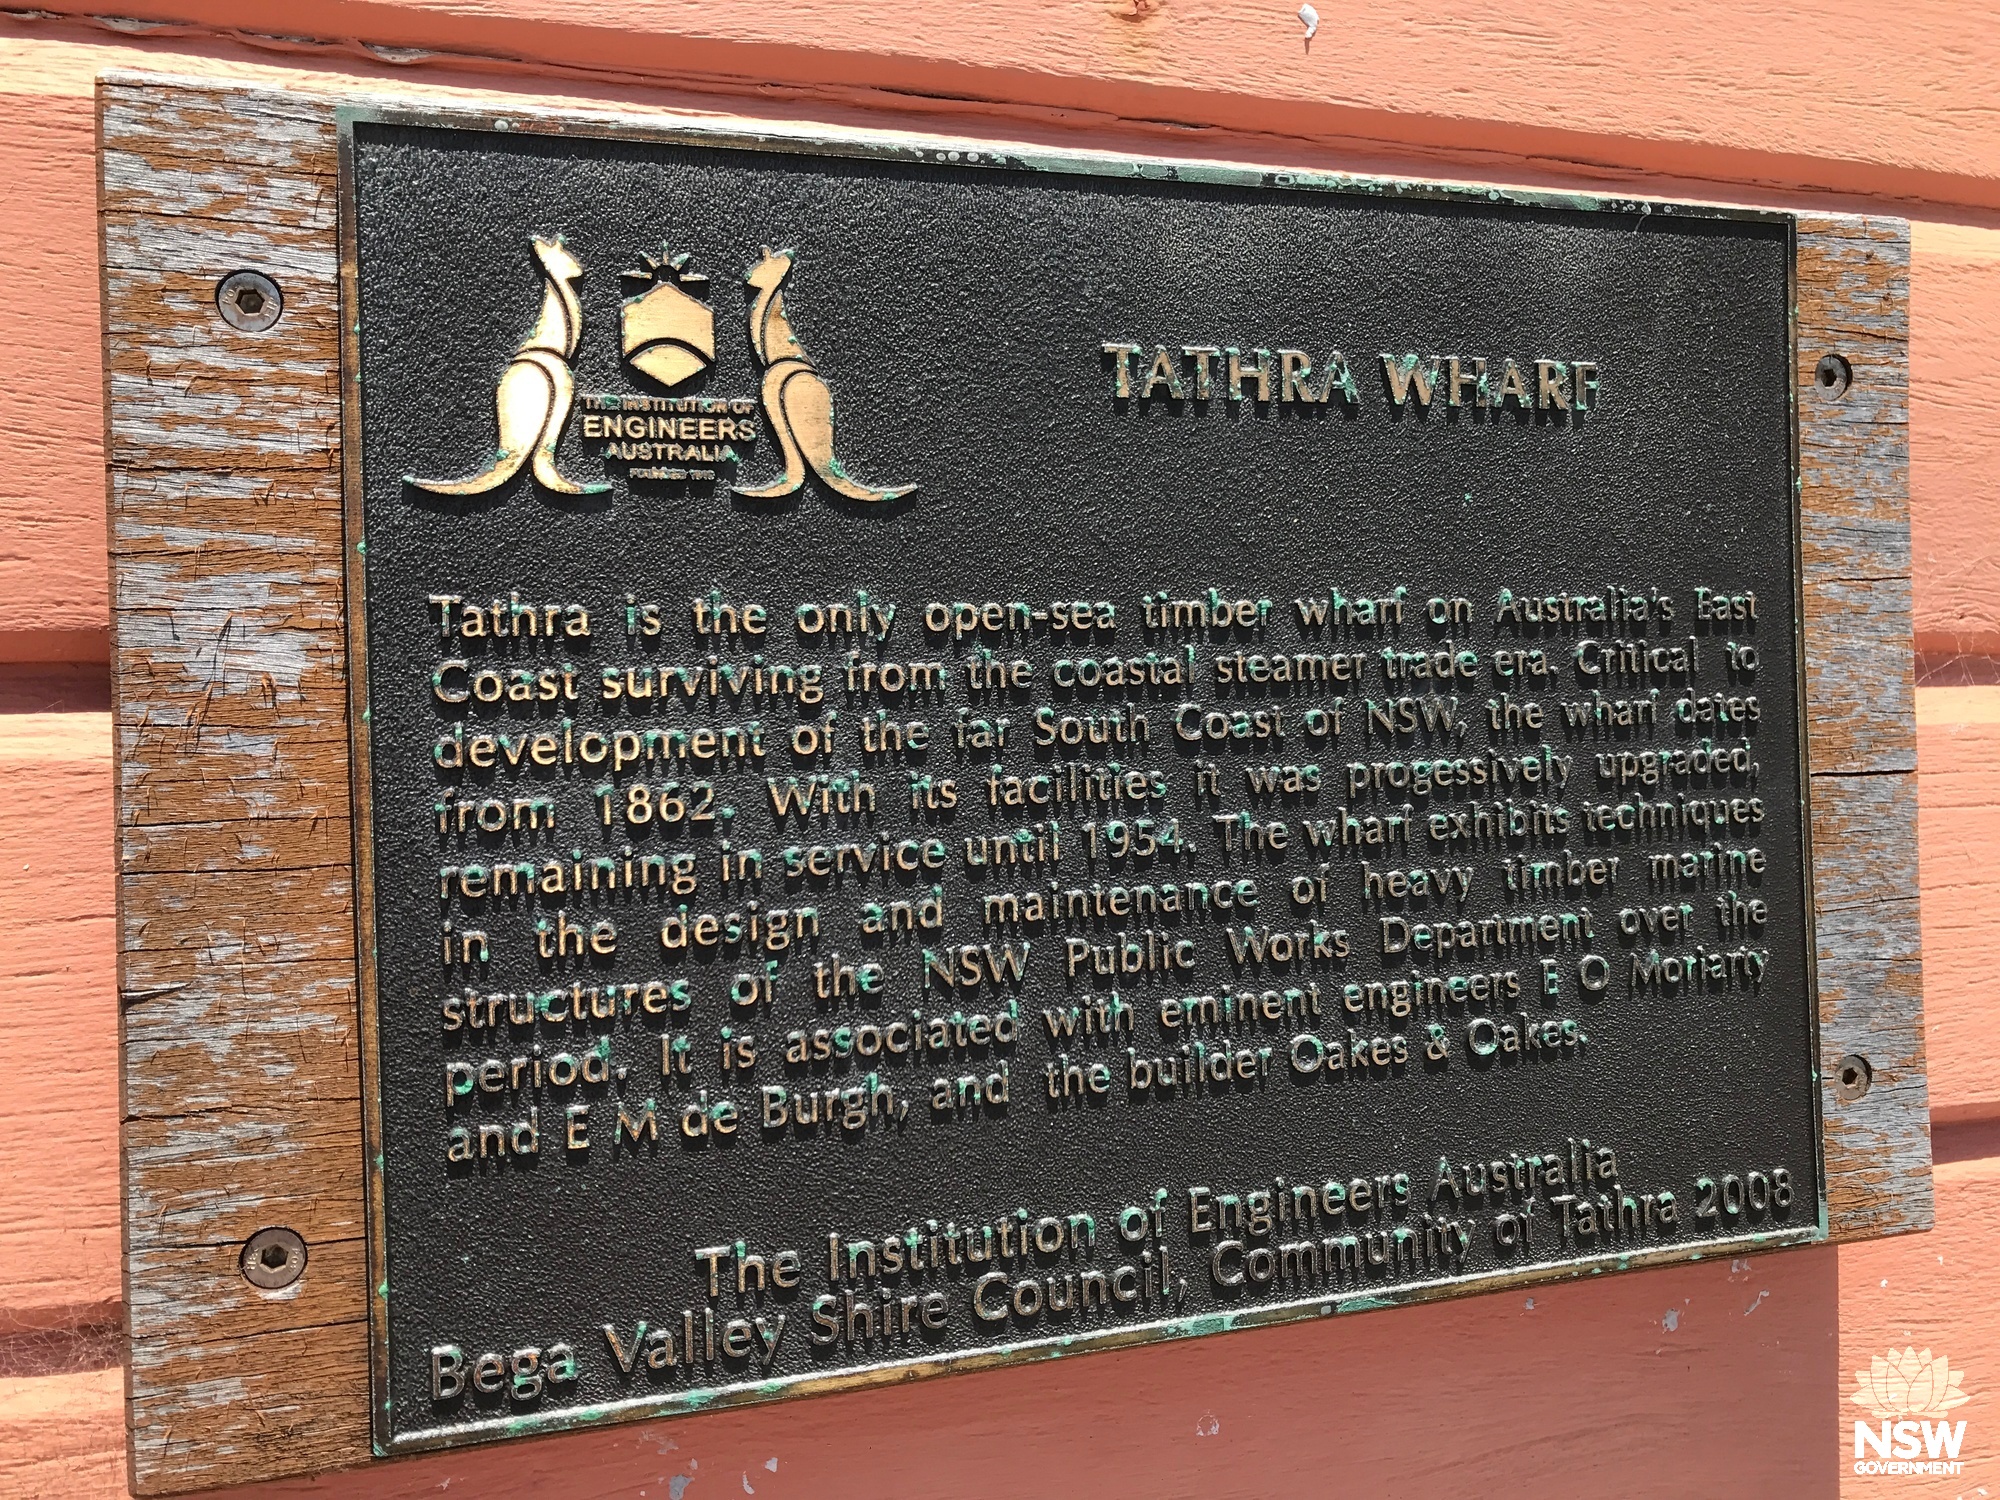 THE INSTITUTION OF
ENGINEERS
AUSTRALIA
FOUNDED 1919
TATHRA WHARF
Tathra is the only open-sea timber wharf on Australia's East
Coast surviving from the coastal steamer trade era. Critical to
development of the far South Coast of NSW, the wharf dates
from 1862. With its facilities it was progessively upgraded,
remaining in service until 1954. The wharf exhibits techniques
in the design and maintenance of heavy timber marine
structures of the NSW Public Works Department over the
period. It is associated with eminent engineers E O Moriarty
and E M de Burgh, and the builder Oakes & Oakes.
The Institution of Engineers Australia
Bega Valley Shire Council, Community of Tathra 2008
NSW
GOVERNMENT